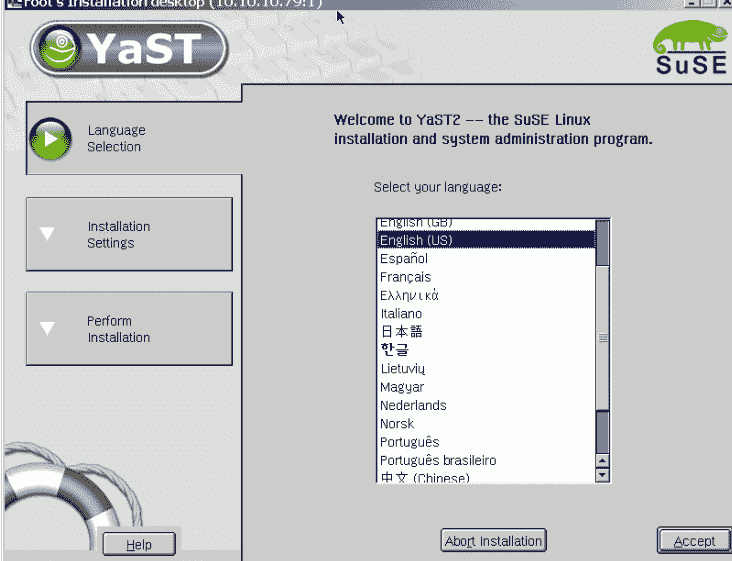 root's installation desktop (10.10.10.79:1)
YaST
SuSE
Language
Selection
Installation
Settings
Perform
Installation
Help
Welcome to YaST2 -- the SuSE Linux
installation and system administration program.
Select your language:
English (GB)
English (US)
Español
Français
Ελληνικά
Italiano
日本語
한글
Lietuvių
Magyar
Nederlands
Norsk
Português
Português brasileiro
中文 (Chinese)
Abort Installation
Accept